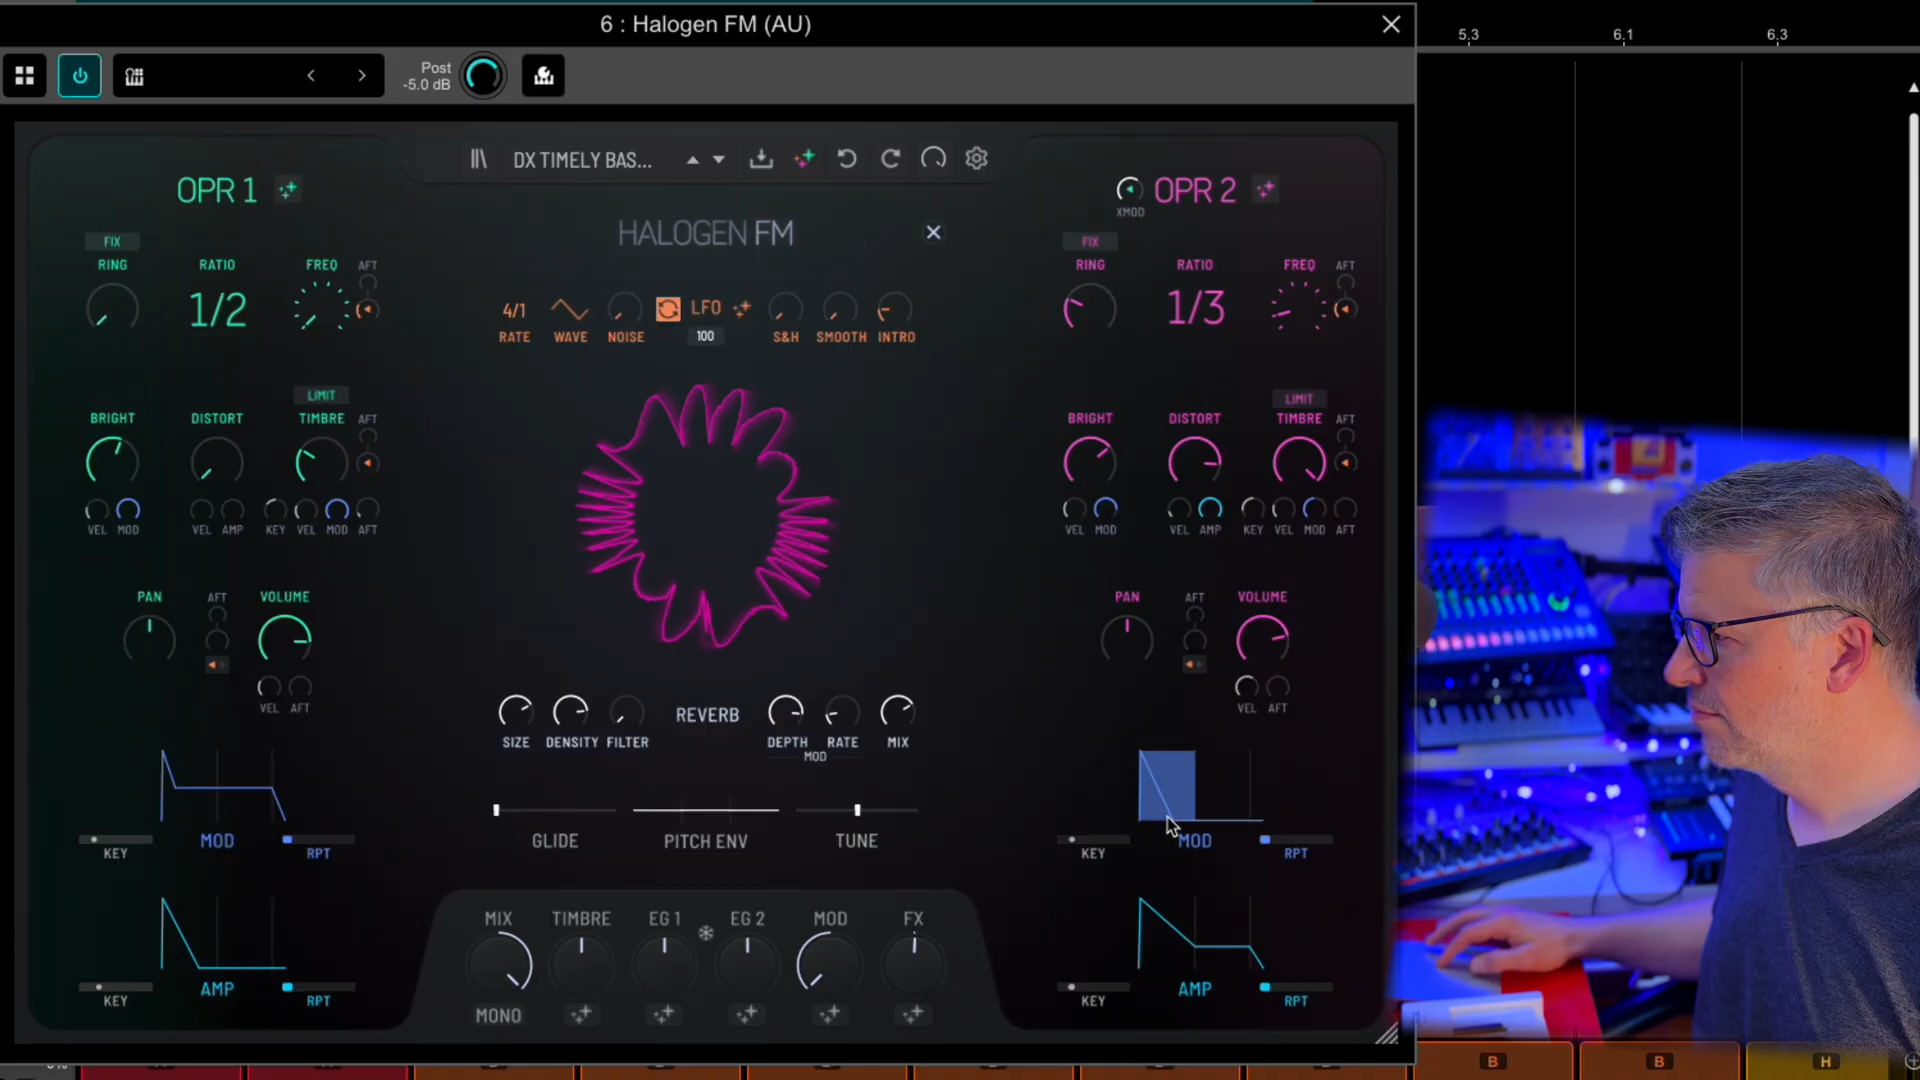 6 : Halogen FM (AU)
5.3
6.1
6.3
Post
-5.0 dB
DX TIMELY BAS...
OPR 1
XMOD
OPR 2
HALOGEN FM
FIX
RING
RATIO
FREQ
AFT
1/2
4/1
LFO
RATE
WAVE
NOISE
100
S&H
SMOOTH
INTRO
FIX
RING
RATIO
FREQ
AFT
1/3
LIMIT
BRIGHT
DISTORT
TIMBRE
AFT
VEL
MOD
VEL
AMP
KEY
VEL
MOD
AFT
LIMIT
BRIGHT
DISTORT
TIMBRE
AFT
VEL
MOD
VEL
AMP
KEY
VEL
MOD
AFT
PAN
AFT
VOLUME
VEL
AFT
PAN
AFT
VOLUME
VEL
AFT
REVERB
SIZE
DENSITY
FILTER
DEPTH
RATE
MIX
MOD
GLIDE
PITCH ENV
TUNE
KEY
MOD
RPT
KEY
MOD
RPT
KEY
AMP
RPT
KEY
AMP
RPT
MIX
TIMBRE
EG 1
EG 2
MOD
FX
MONO
B
B
H